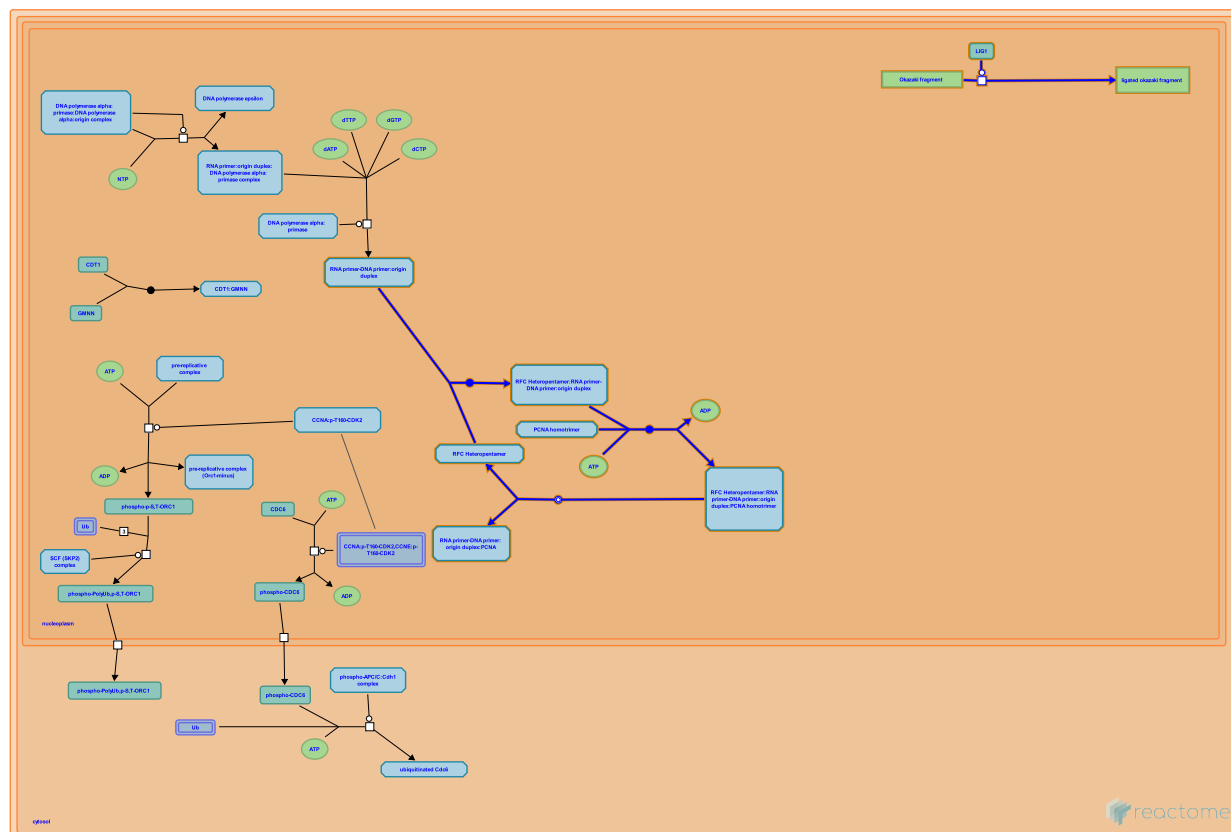 LIG1
Okazaki fragment
ligated okazaki fragment
DNA polymerase alpha:
primase:DNA polymerase
alpha:origin complex
DNA polymerase epsilon
NTP
RNA primer:origin duplex:
DNA polymerase alpha:
primase complex
dTTP
dGTP
dATP
dCTP
DNA polymerase alpha:
primase
RNA primer-DNA primer:origin
duplex
CDT1
GMNN
CDT1:GMNN
ATP
pre-replicative
complex
CCNA:p-T160-CDK2
ADP
pre-replicative complex
(Orc1-minus)
phospho-p-S,T-ORC1
Ub
3
SCF (SKP2)
complex
phospho-PolyUb,p-S,T-ORC1
CDC6
ATP
CCNA:p-T160-CDK2,CCNE:p-
T160-CDK2
phospho-CDC6
ADP
RFC Heteropentamer:RNA primer-
DNA primer:origin duplex
PCNA homotrimer
ATP
ADP
RFC Heteropentamer
RFC Heteropentamer:RNA
primer-DNA primer:origin
duplex:PCNA homotrimer
RNA primer-DNA primer:
origin duplex:PCNA
nucleoplasm
phospho-PolyUb,p-S,T-ORC1
phospho-CDC6
phospho-APC/C:Cdh1
complex
Ub
ATP
ubiquitinated Cdc6
cytosol
reactome